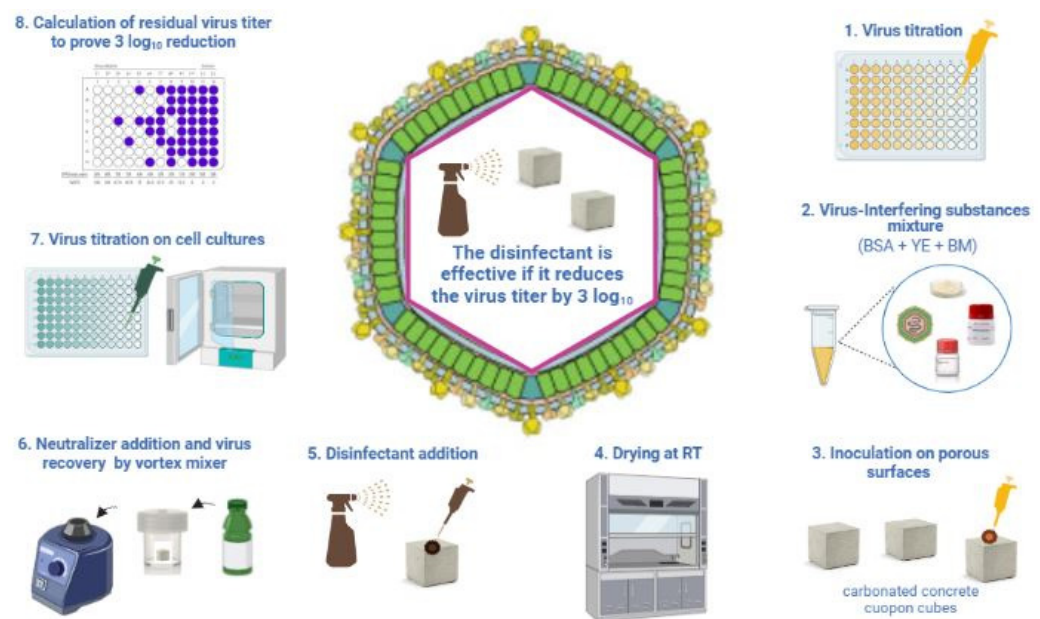 8. Calculation of residual virus titer
to prove 3 log₁₀ reduction
1. Virus titration
2. Virus-Interfering substances
mixture
(BSA + YE + BM)
The disinfectant is
effective if it reduces
the virus titer by 3 log₁₀
7. Virus titration on cell cultures
6. Neutralizer addition and virus
recovery by vortex mixer
5. Disinfectant addition
4. Drying at RT
3. Inoculation on porous
surfaces
carbonated concrete
cuopon cubes